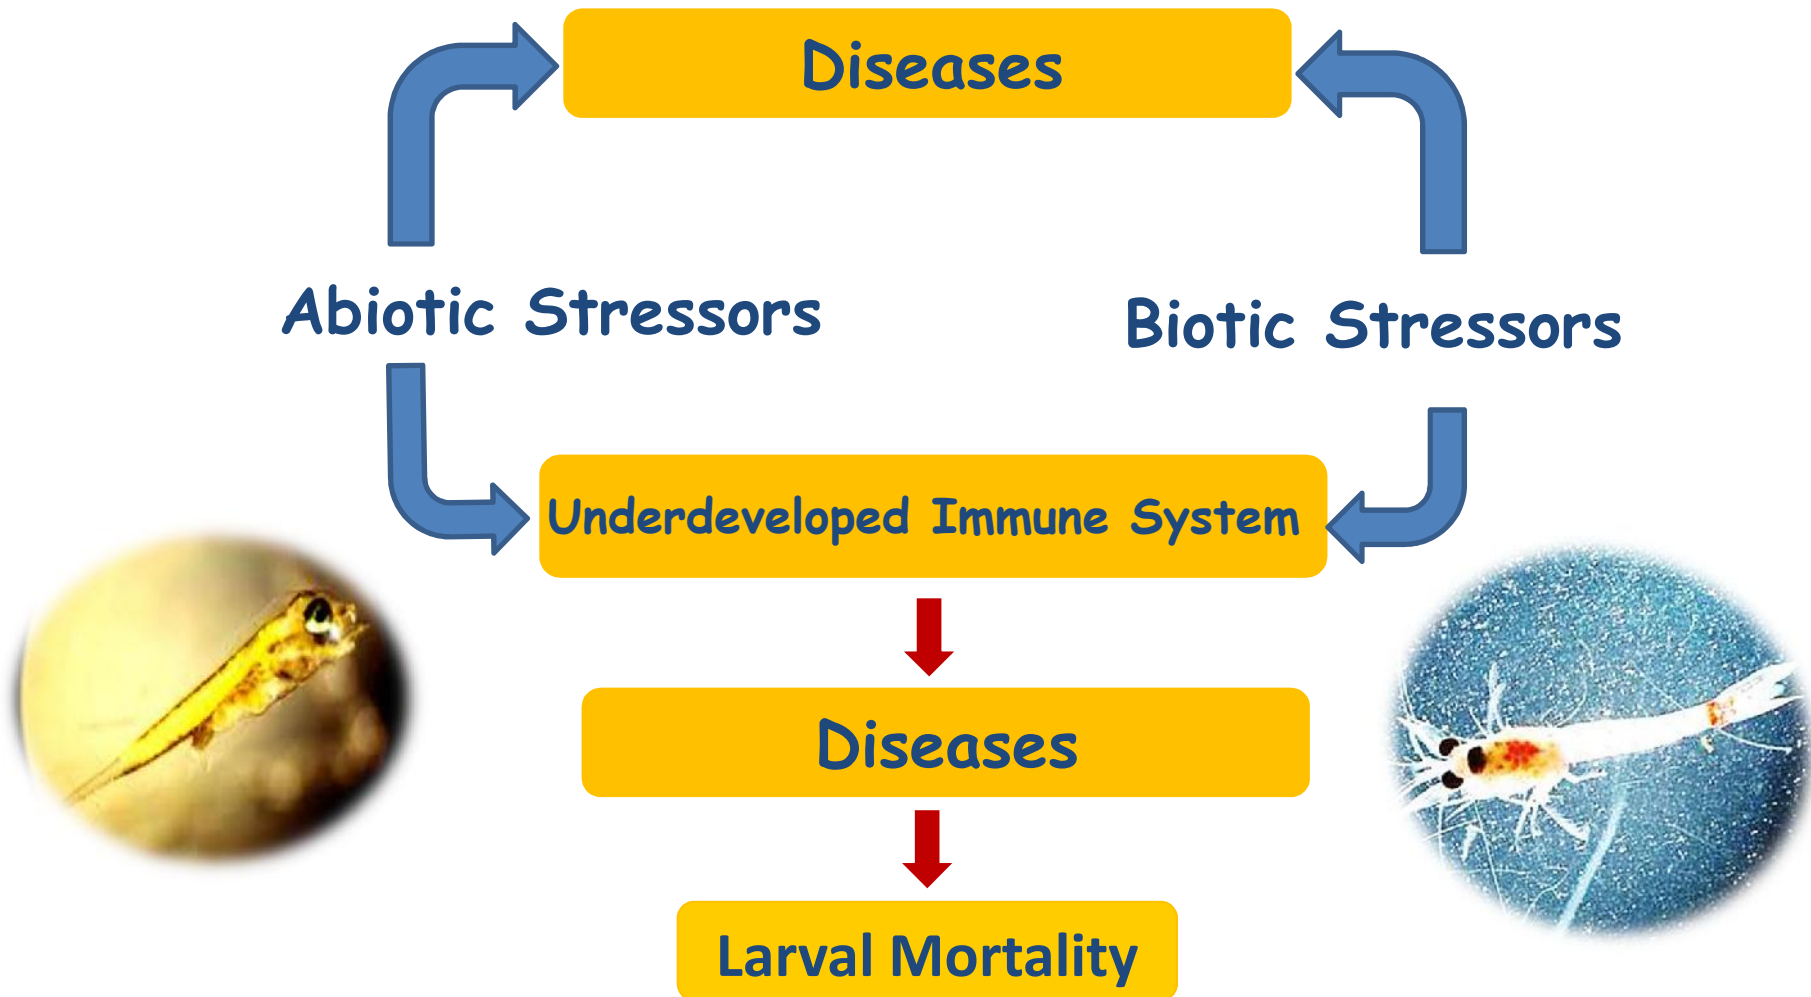 Diseases
Abiotic Stressors
Biotic Stressors
Underdeveloped Immune System
Diseases
Larval Mortality